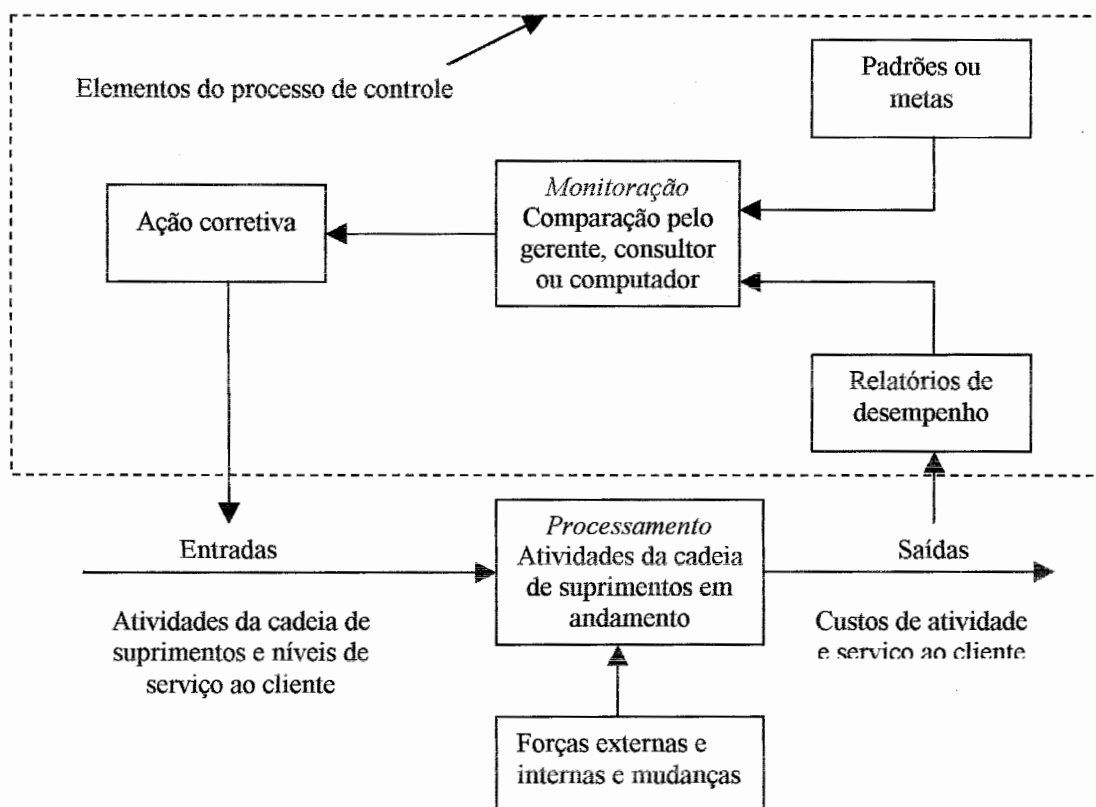 Elementos do processo de controle
Padrões ou
metas
Monitoração
Comparação pelo
gerente, consultor
ou computador
Ação corretiva
Relatórios de
desempenho
Entradas
Atividades da cadeia de
suprimentos e níveis de
serviço ao cliente
Processamento
Atividades da cadeia
de suprimentos em
andamento
Saídas
Custos de atividade
e serviço ao cliente
Forças externas e
internas e mudanças